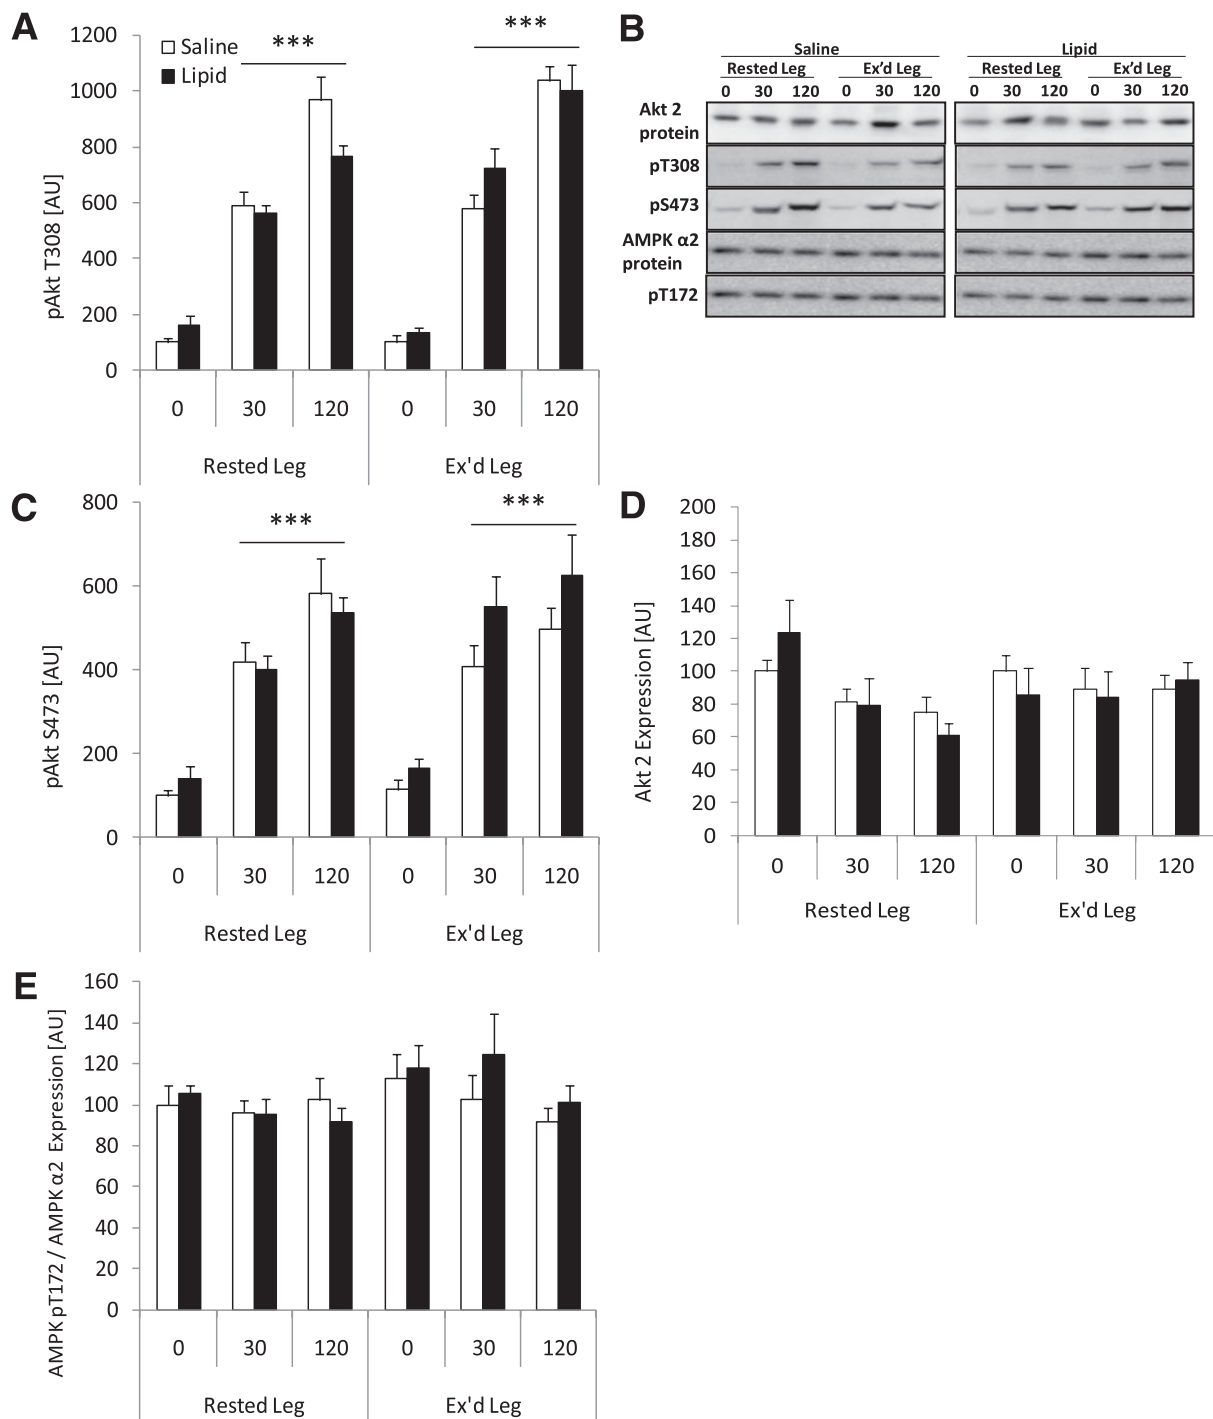 A
pAkt T308 [AU]
1200
1000
800
600
400
200
0
Saline
Lipid
***
***
0 30 120 0 30 120
Rested Leg Ex'd Leg
B
Saline Lipid
Rested Leg Ex'd Leg Rested Leg Ex'd Leg
0 30 120 0 30 120 0 30 120 0 30 120
Akt 2
protein
pT308
pS473
AMPK α2
protein
pT172
C
pAkt S473 [AU]
800
600
400
200
0
***
***
0 30 120 0 30 120
Rested Leg Ex'd Leg
D
Akt 2 Expression [AU]
200
180
160
140
120
100
80
60
40
20
0
0 30 120 0 30 120
Rested Leg Ex'd Leg
E
AMPK pT172 / AMPK α2 Expression [AU]
160
140
120
100
80
60
40
20
0
0 30 120 0 30 120
Rested Leg Ex'd Leg